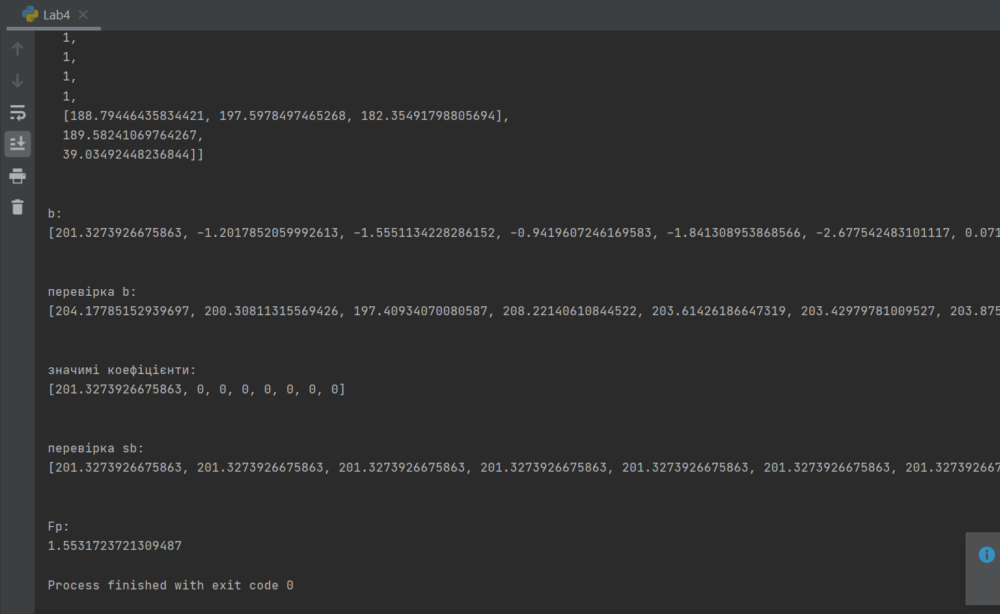 Lab4
1,
1,
1,
1,
[188.79446435834421, 197.5978497465268, 182.35491798805694],
189.58241069764267,
39.03492448236844]]
b:
[201.3273926675863, -1.2017852059992613, -1.5551134228286152, -0.9419607246169583, -1.841308953868566, -2.677542483101117, 0.071
перевірка b:
[204.17785152939697, 200.30811315569426, 197.40934070080587, 208.22140610844522, 203.61426186647319, 203.42979781009527, 203.875
значимі коефіцієнти:
[201.3273926675863, 0, 0, 0, 0, 0, 0, 0]
перевірка sb:
[201.3273926675863, 201.3273926675863, 201.3273926675863, 201.3273926675863, 201.3273926675863, 201.3273926675863, 201.32739266
Fp:
1.5531723721309487
Process finished with exit code 0